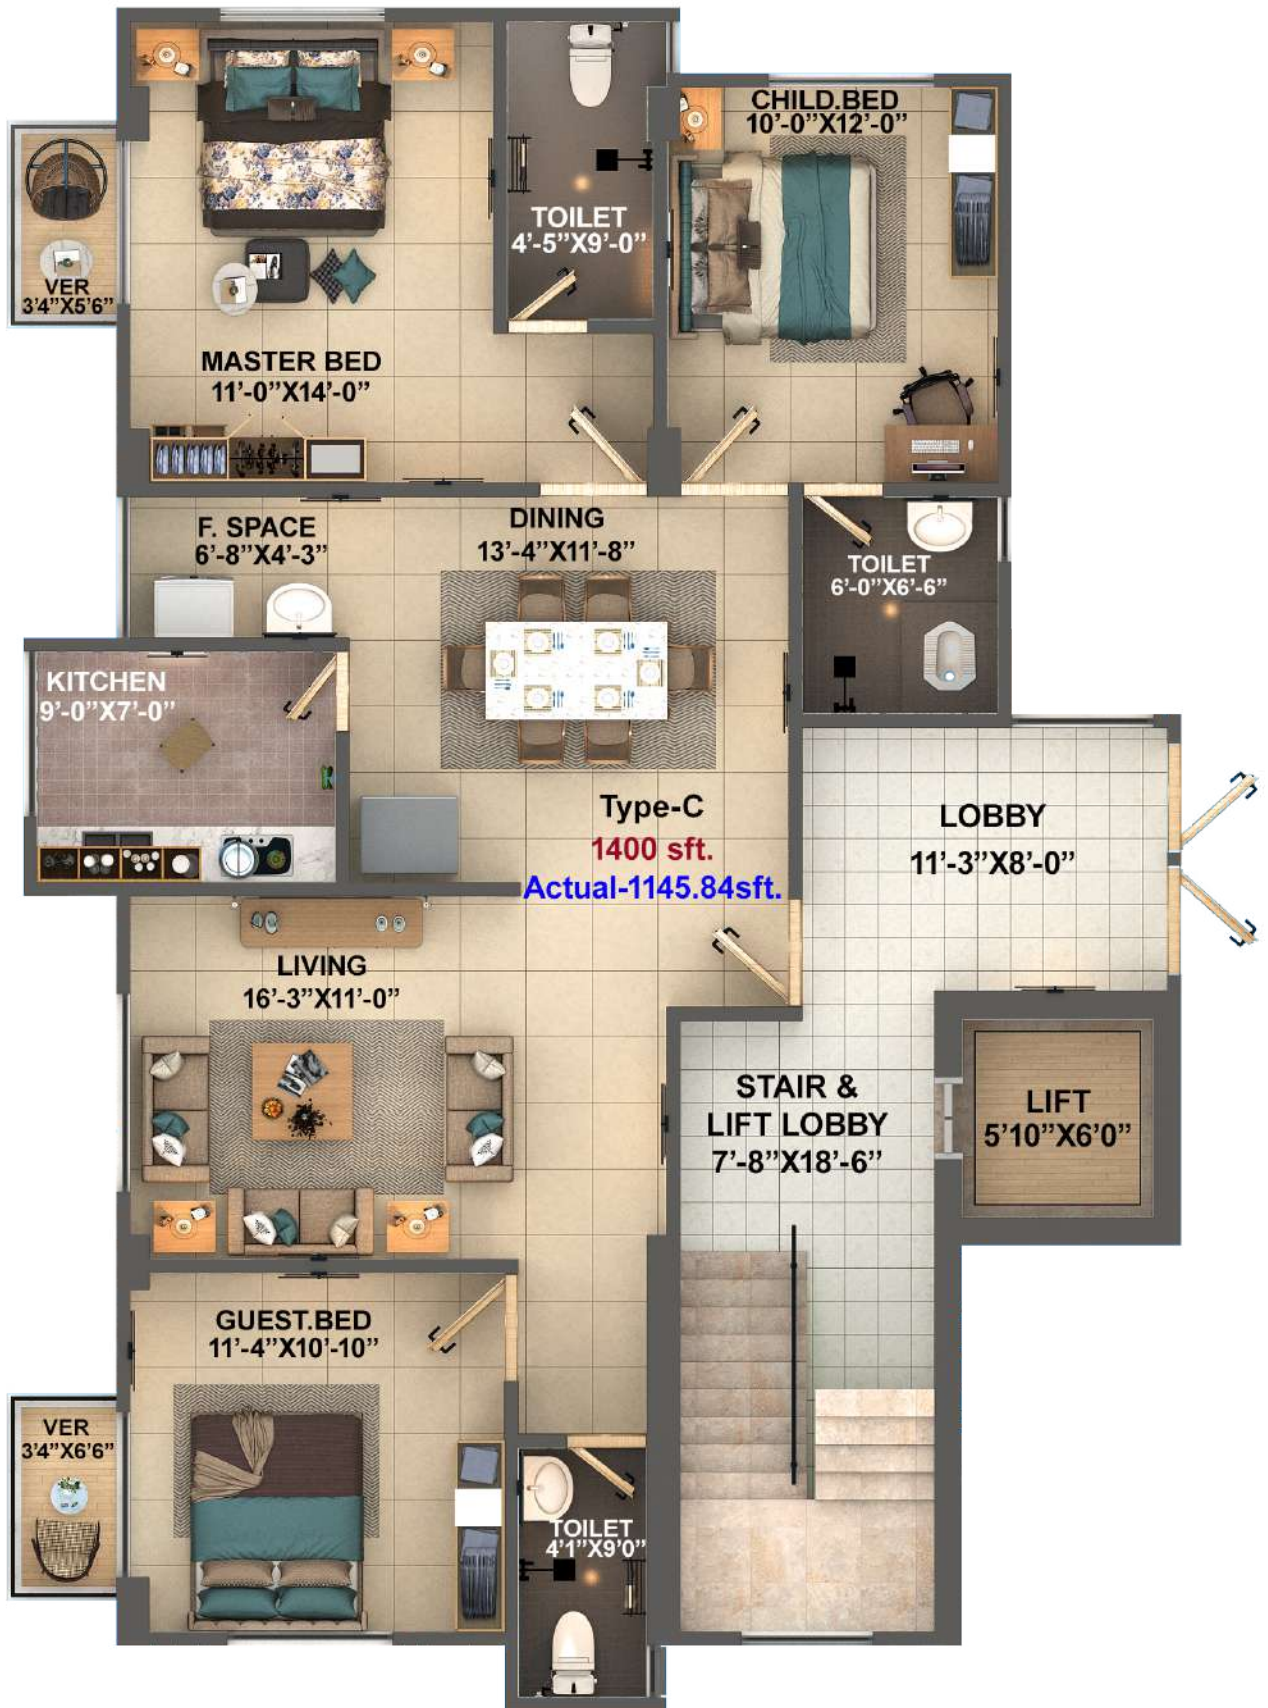 CHILD.BED
10'-0”X12'-0”
TOILET
4'-5”X9'-0”
VER
3'4”X5'6”
MASTER BED
11'-0”X14'-0”
F. SPACE
6'-8”X4'-3”
DINING
13'-4”X11'-8”
TOILET
6'-0”X6'-6”
KITCHEN
9'-0”X7'-0”
Type-C
1400 sft.
Actual-1145.84sft.
LOBBY
11'-3”X8'-0”
LIVING
16'-3”X11'-0”
STAIR &
LIFT LOBBY
7'-8”X18'-6”
LIFT
5'10”X6'0”
GUEST.BED
11'-4”X10'-10”
VER
3'4”X6'6”
TOILET
4'1”X9'0”